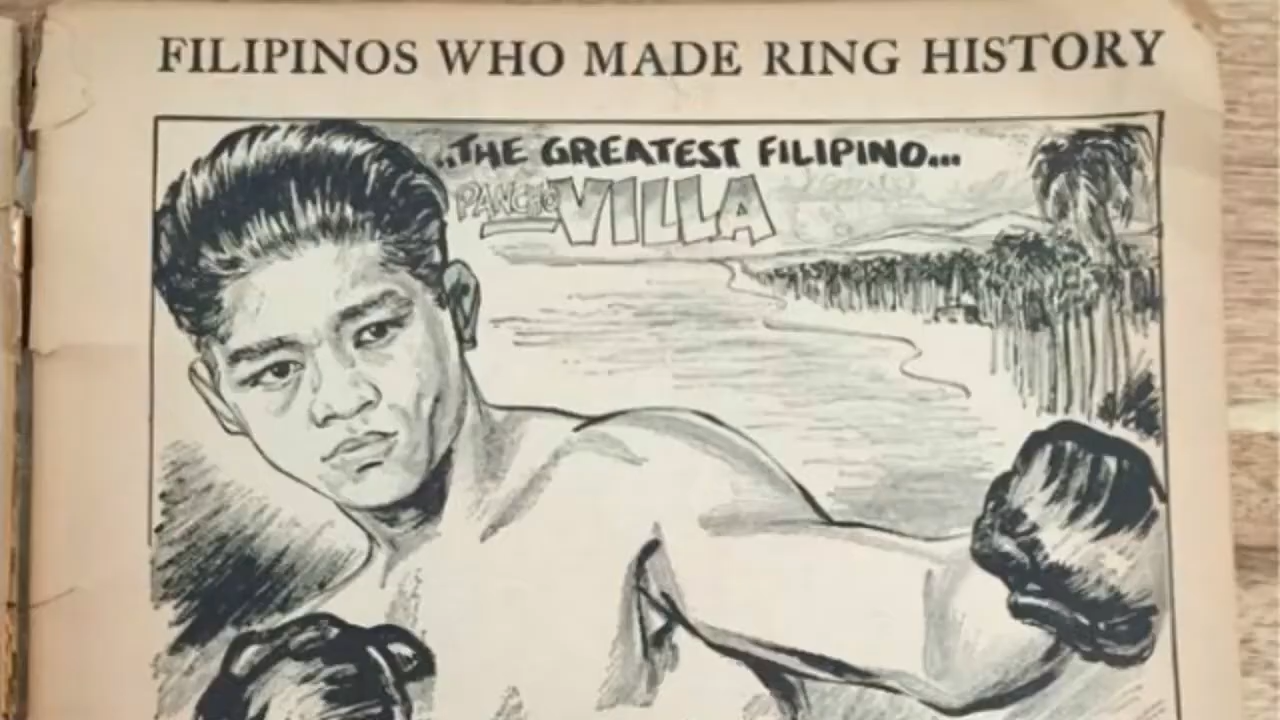 FILIPINOS WHO MADE RING HISTORY
..THE GREATEST FILIPINO...
PANCHO VILLA